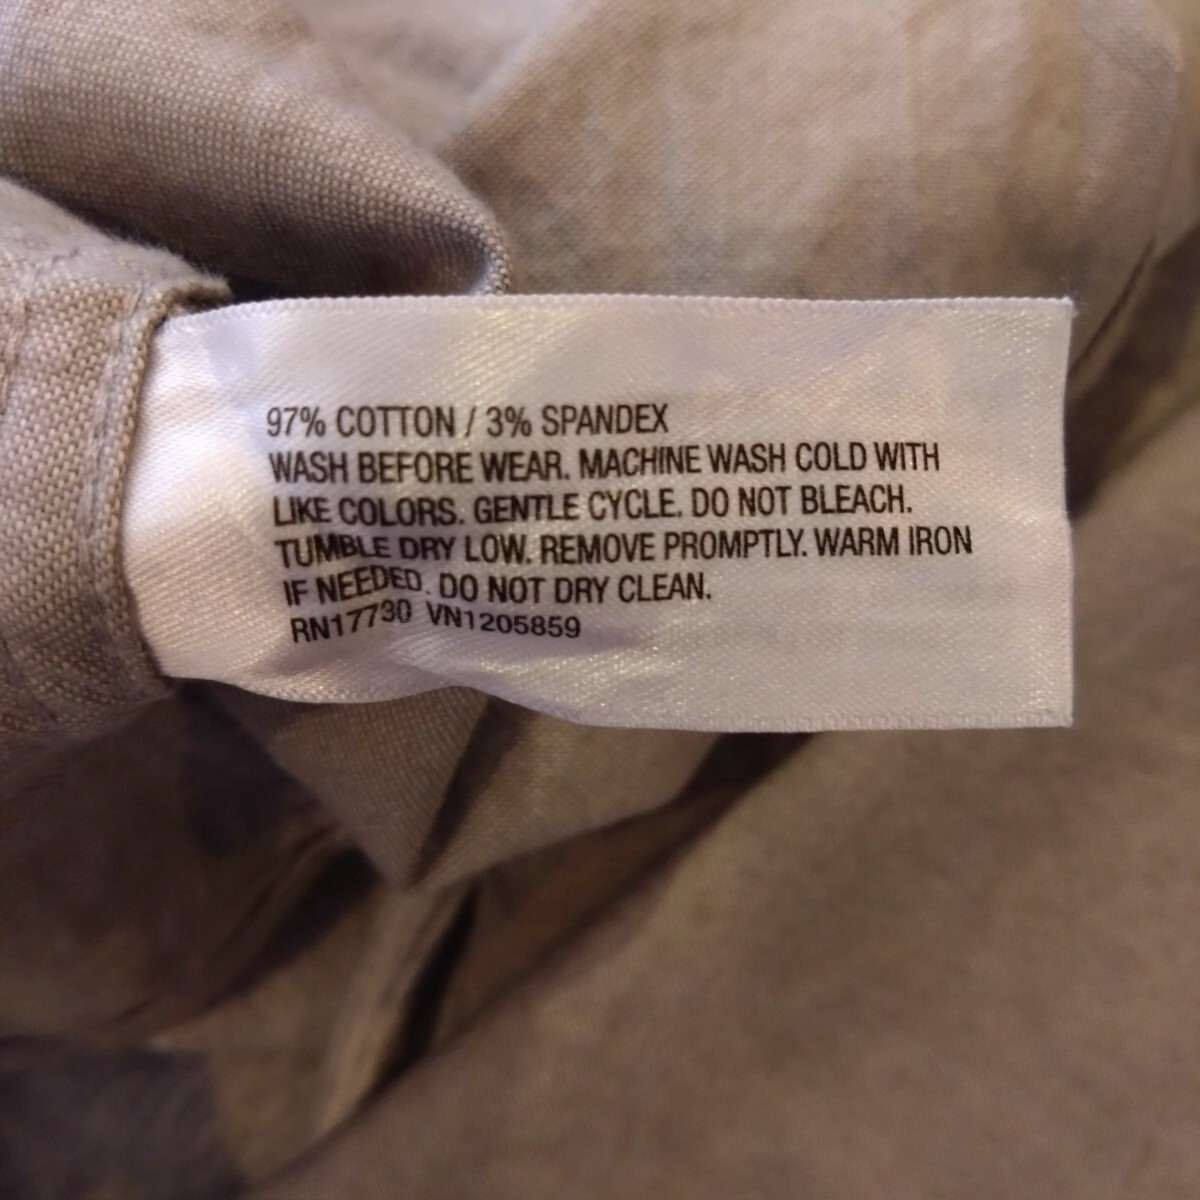 97% COTTON / 3% SPANDEX
WASH BEFORE WEAR. MACHINE WASH COLD WITH
LIKE COLORS. GENTLE CYCLE. DO NOT BLEACH.
TUMBLE DRY LOW. REMOVE PROMPTLY. WARM IRON
IF NEEDED. DO NOT DRY CLEAN.
RN17730 VN1205859